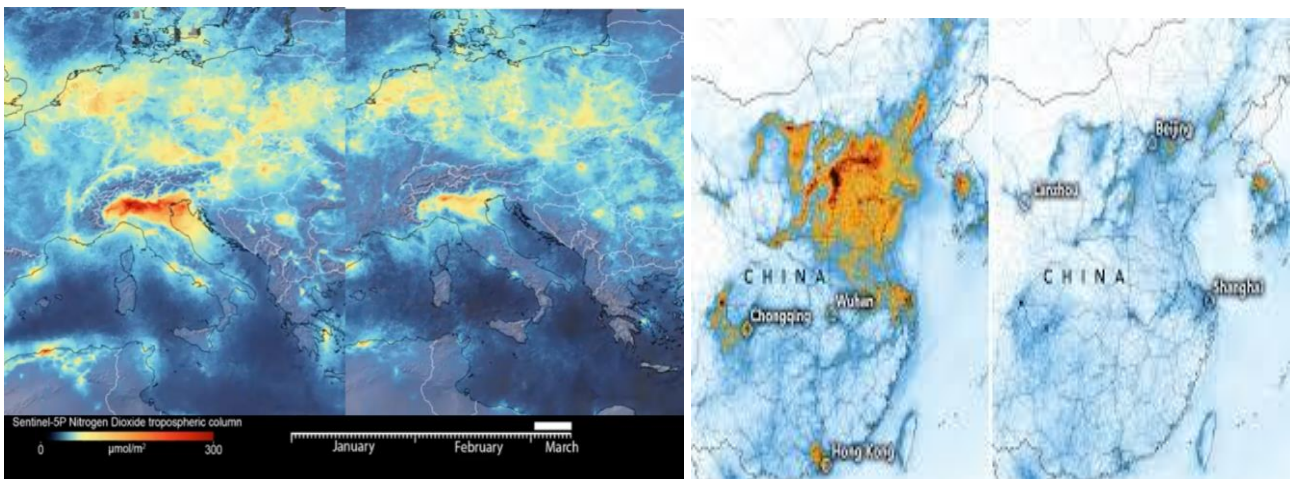 Sentinel-5P Nitrogen Dioxide tropospheric column
0 µmol/m² 300
January February March
CHINA
Wuhan
Chongqing
Hong Kong
Beijing
Lanzhou
CHINA
Shanghai